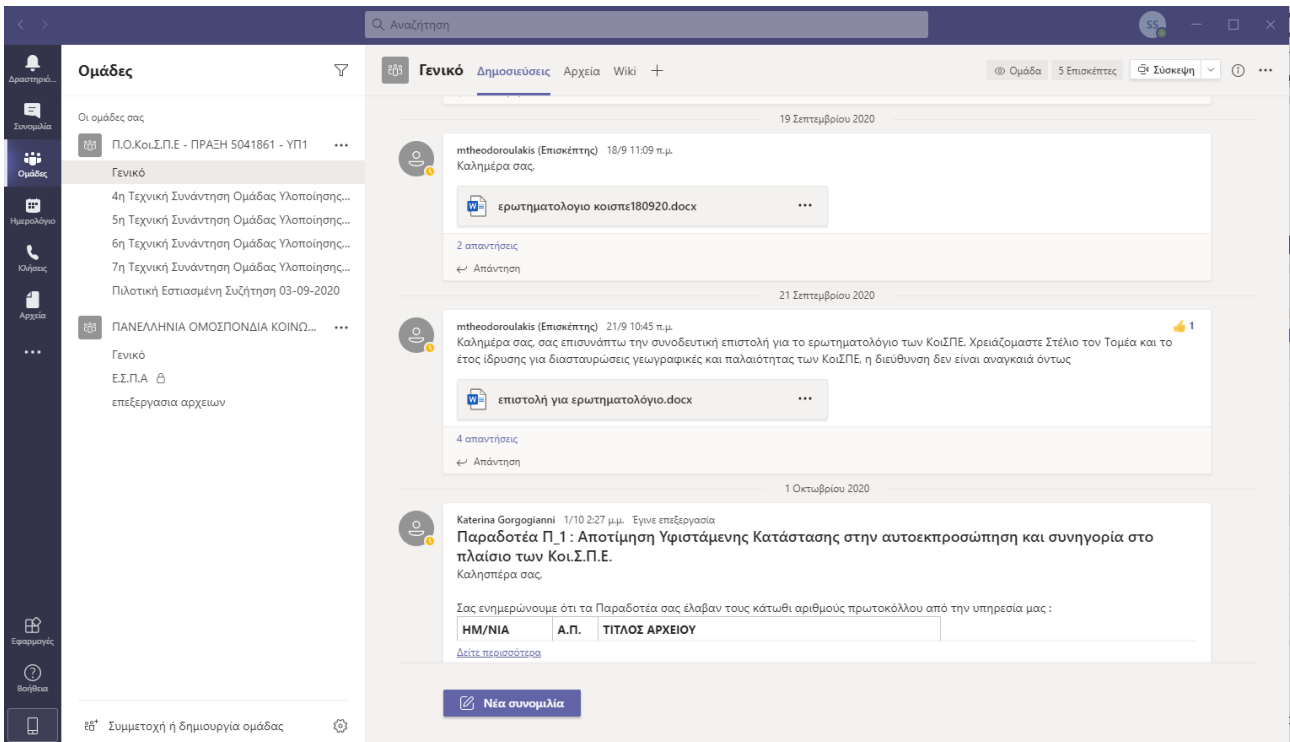 Αναζήτηση
SS
Δραστηριό...
Συνομιλία
Ομάδες
Ημερολόγιο
Κλήσεις
Αρχεία
Εφαρμογές
Βοήθεια
Ομάδες
Οι ομάδες σας
Π.Ο.Κοι.Σ.Π.Ε - ΠΡΑΞΗ 5041861 - ΥΠ1
Γενικό
4η Τεχνική Συνάντηση Ομάδας Υλοποίησης...
5η Τεχνική Συνάντηση Ομάδας Υλοποίησης...
6η Τεχνική Συνάντηση Ομάδας Υλοποίησης...
7η Τεχνική Συνάντηση Ομάδας Υλοποίησης...
Πιλοτική Εστιασμένη Συζήτηση 03-09-2020
ΠΑΝΕΛΛΗΝΙΑ ΟΜΟΣΠΟΝΔΙΑ ΚΟΙΝΩ...
Γενικό
Ε.Σ.Π.Α
επεξεργασια αρχειων
Συμμετοχή ή δημιουργία ομάδας
Γενικό Δημοσιεύσεις Αρχεία Wiki
Ομάδα 5 Επισκέπτες Σύσκεψη
19 Σεπτεμβρίου 2020
mtheodoroulakis (Επισκέπτης) 18/9 11:09 π.μ.
Καλημέρα σας,
ερωτηματολογιο κοισπε180920.docx
2 απαντήσεις
Απάντηση
21 Σεπτεμβρίου 2020
mtheodoroulakis (Επισκέπτης) 21/9 10:45 π.μ.
1
Καλημέρα σας, σας επισυνάπτω την συνοδευτική επιστολή για το ερωτηματολόγιο των ΚοιΣΠΕ. Χρειάζομαστε Στέλιο τον Τομέα και το
έτος ίδρυσης για διασταυρώσεις γεωγραφικές και παλαιότητας των ΚοιΣΠΕ, η διεύθυνση δεν είναι αναγκαιά όντως
επιστολή για ερωτηματολόγιο.docx
4 απαντήσεις
Απάντηση
1 Οκτωβρίου 2020
Katerina Gorgogianni 1/10 2:27 μ.μ. Έγινε επεξεργασία
Παραδοτέα Π_1 : Αποτίμηση Υφιστάμενης Κατάστασης στην αυτοεκπροσώπηση και συνηγορία στο
πλαίσιο των Κοι.Σ.Π.Ε.
Καλησπέρα σας,
Σας ενημερώνουμε ότι τα Παραδοτέα σας έλαβαν τους κάτωθι αριθμούς πρωτοκόλλου από την υπηρεσία μας :
ΗΜ/ΝΙΑ Α.Π. ΤΙΤΛΟΣ ΑΡΧΕΙΟΥ
Δείτε περισσότερα
Νέα συνομιλία